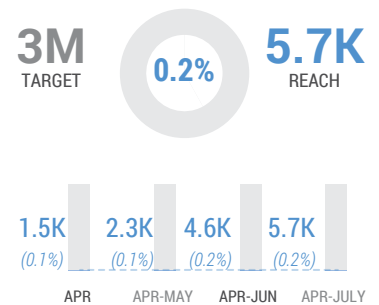 3M
TARGET
0.2%
5.7K
REACH
1.5K 2.3K 4.6K 5.7K
(0.1%) (0.1%) (0.2%) (0.2%)
APR APR-MAY APR-JUN APR-JULY